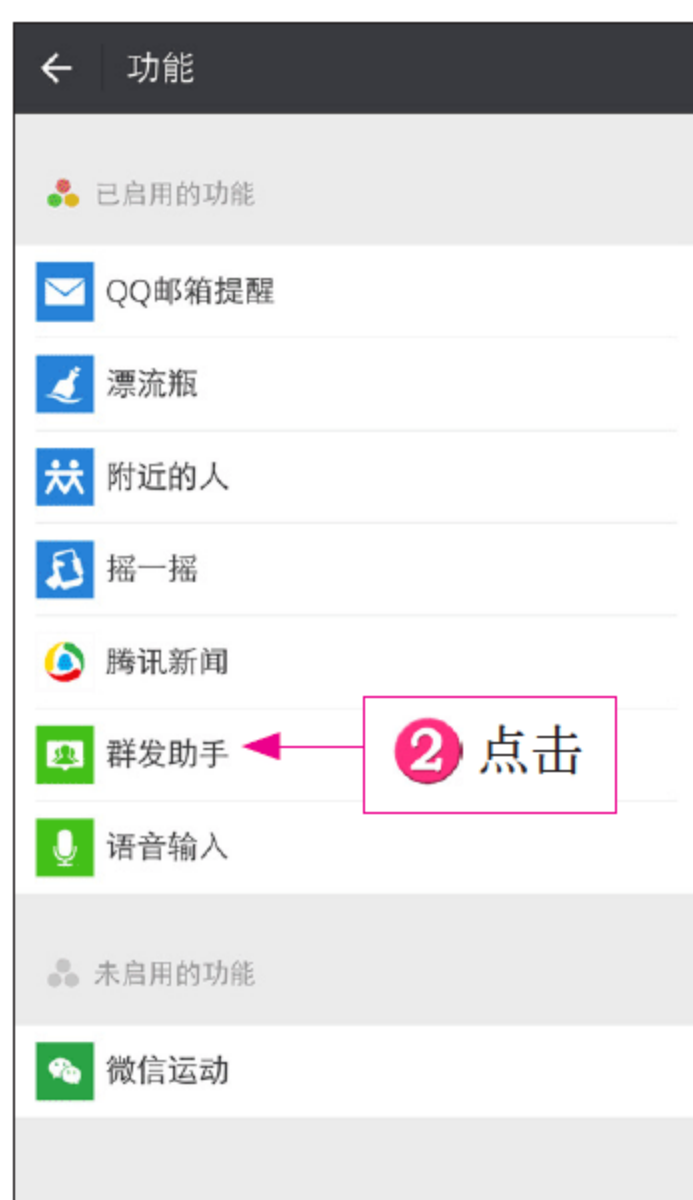 功能
已启用的功能
QQ邮箱提醒
漂流瓶
附近的人
摇一摇
腾讯新闻
群发助手
2 点击
语音输入
未启用的功能
微信运动